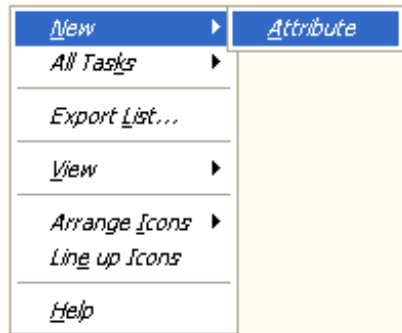 New
Attribute
All Tasks
Export List...
View
Arrange Icons
Line up Icons
Help